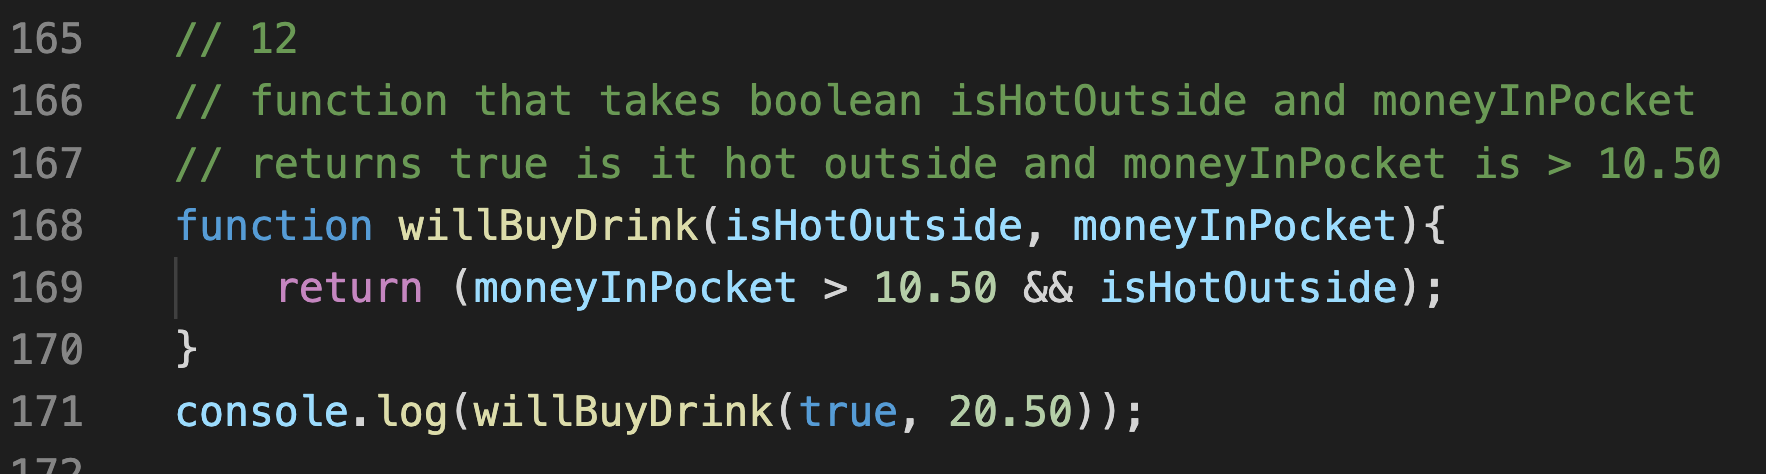 165 // 12
166 // function that takes boolean isHotOutside and moneyInPocket
167 // returns true is it hot outside and moneyInPocket is > 10.50
168 function willBuyDrink(isHotOutside, moneyInPocket){
169 return (moneyInPocket > 10.50 && isHotOutside);
170 }
171 console.log(willBuyDrink(true, 20.50));
172